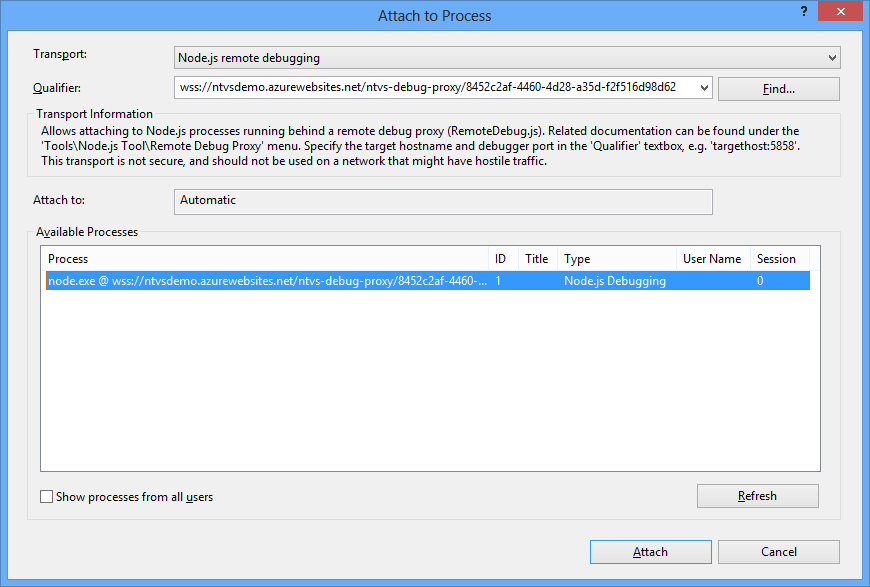 Attach to Process
?
Transport:
Node.js remote debugging
Qualifier:
wss://ntvsdemo.azurewebsites.net/ntvs-debug-proxy/8452c2af-4460-4d28-a35d-f2f516d98d62
Find...
Transport Information
Allows attaching to Node.js processes running behind a remote debug proxy (RemoteDebug.js). Related documentation can be found under the
'Tools\Node.js Tool\Remote Debug Proxy' menu. Specify the target hostname and debugger port in the 'Qualifier' textbox, e.g. 'targethost:5858'.
This transport is not secure, and should not be used on a network that might have hostile traffic.
Attach to:
Automatic
Available Processes
Process ID Title Type User Name Session
node.exe @ wss://ntvsdemo.azurewebsites.net/ntvs-debug-proxy/8452c2af-4460-... 1 Node.js Debugging 0
Show processes from all users
Refresh
Attach
Cancel